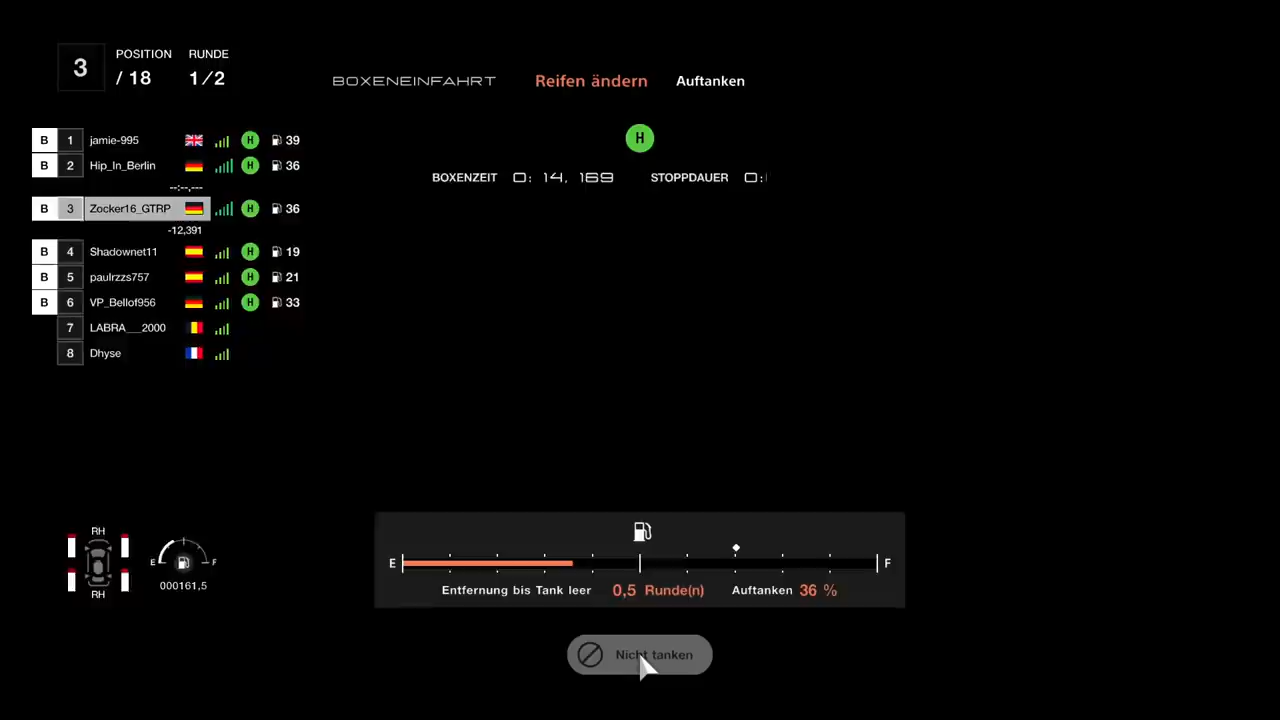 3
POSITION RUNDE
/ 18 1/2
BOXENEINFAHRT Reifen ändern Auftanken
H
B 1 jamie-995 H 39
B 2 Hip_In_Berlin H 36
BOXENZEIT 0: 14, 169 STOPPDAUER 0:
--:--,---
B 3 Zocker16_GTRP H 36
-12,391
B 4 Shadownet11 H 19
B 5 paulrzzs757 H 21
B 6 VP_Bellof956 H 33
7 LABRA___2000
8 Dhyse
RH
E F
RH
000161,5
E F
Entfernung bis Tank leer 0,5 Runde(n) Auftanken 36 %
Nicht tanken